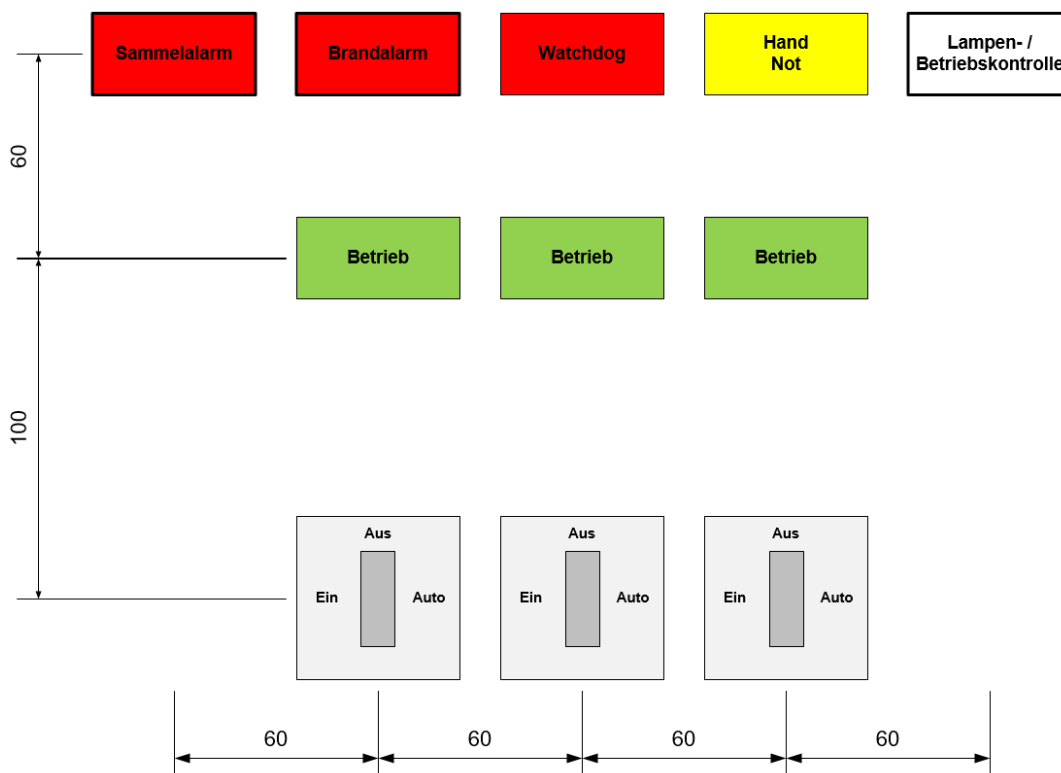 Sammelalarm
Brandalarm
Watchdog
Hand
Not
Lampen- /
Betriebskontrolle
60
Betrieb
Betrieb
Betrieb
100
Aus
Ein
Auto
Aus
Ein
Auto
Aus
Ein
Auto
60
60
60
60